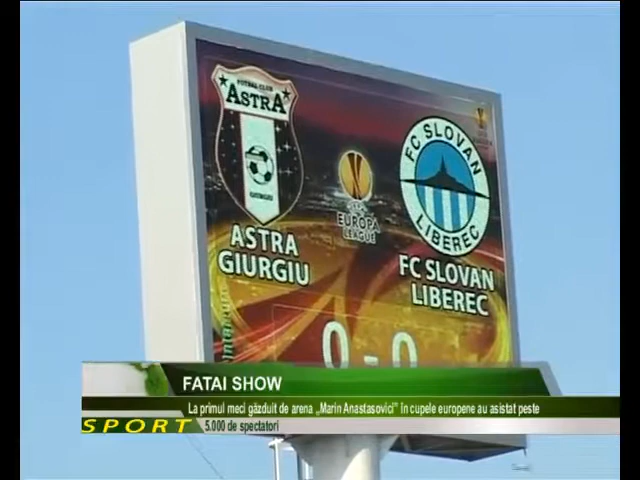 FOTBAL CLUB
ASTRA
GIURGIU
ASTRA
GIURGIU
UEFA
EUROPA
LEAGUE
FC SLOVAN
LIBEREC
FC SLOVAN
LIBEREC
0 - 0
FATAI SHOW
La primul meci găzduit de arena „Marin Anastasovici" în cupele europene au asistat peste
SPORT
5.000 de spectatori